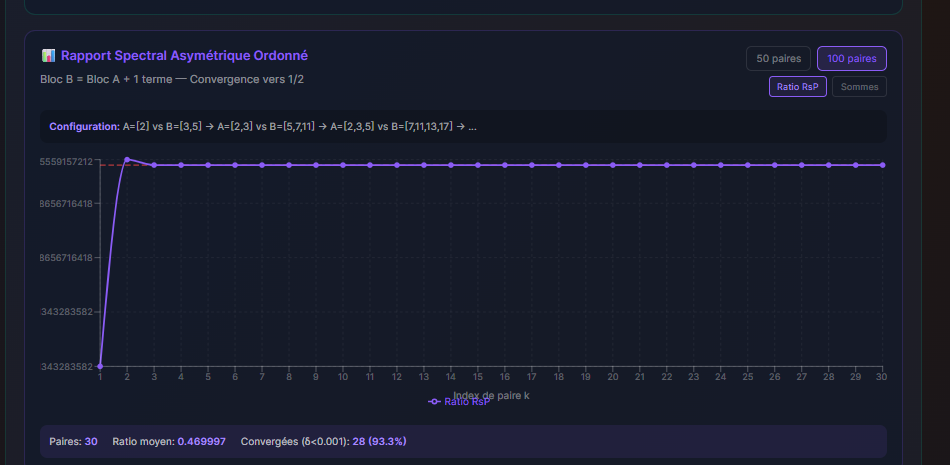 📊 Rapport Spectral Asymétrique Ordonné
50 paires 100 paires
Bloc B = Bloc A + 1 terme — Convergence vers 1/2
Ratio RsP Sommes
Configuration: A=[2] vs B=[3,5] → A=[2,3] vs B=[5,7,11] → A=[2,3,5] vs B=[7,11,13,17] → ...
5559157212
8656716418
8656716418
343283582
343283582
1 2 3 4 5 6 7 8 9 10 11 12 13 14 15 16 17 18 19 20 21 22 23 24 25 26 27 28 29 30
Index de paire k
Ratio RsP
Paires: 30 Ratio moyen: 0.469997 Convergées (δ<0.001): 28 (93.3%)